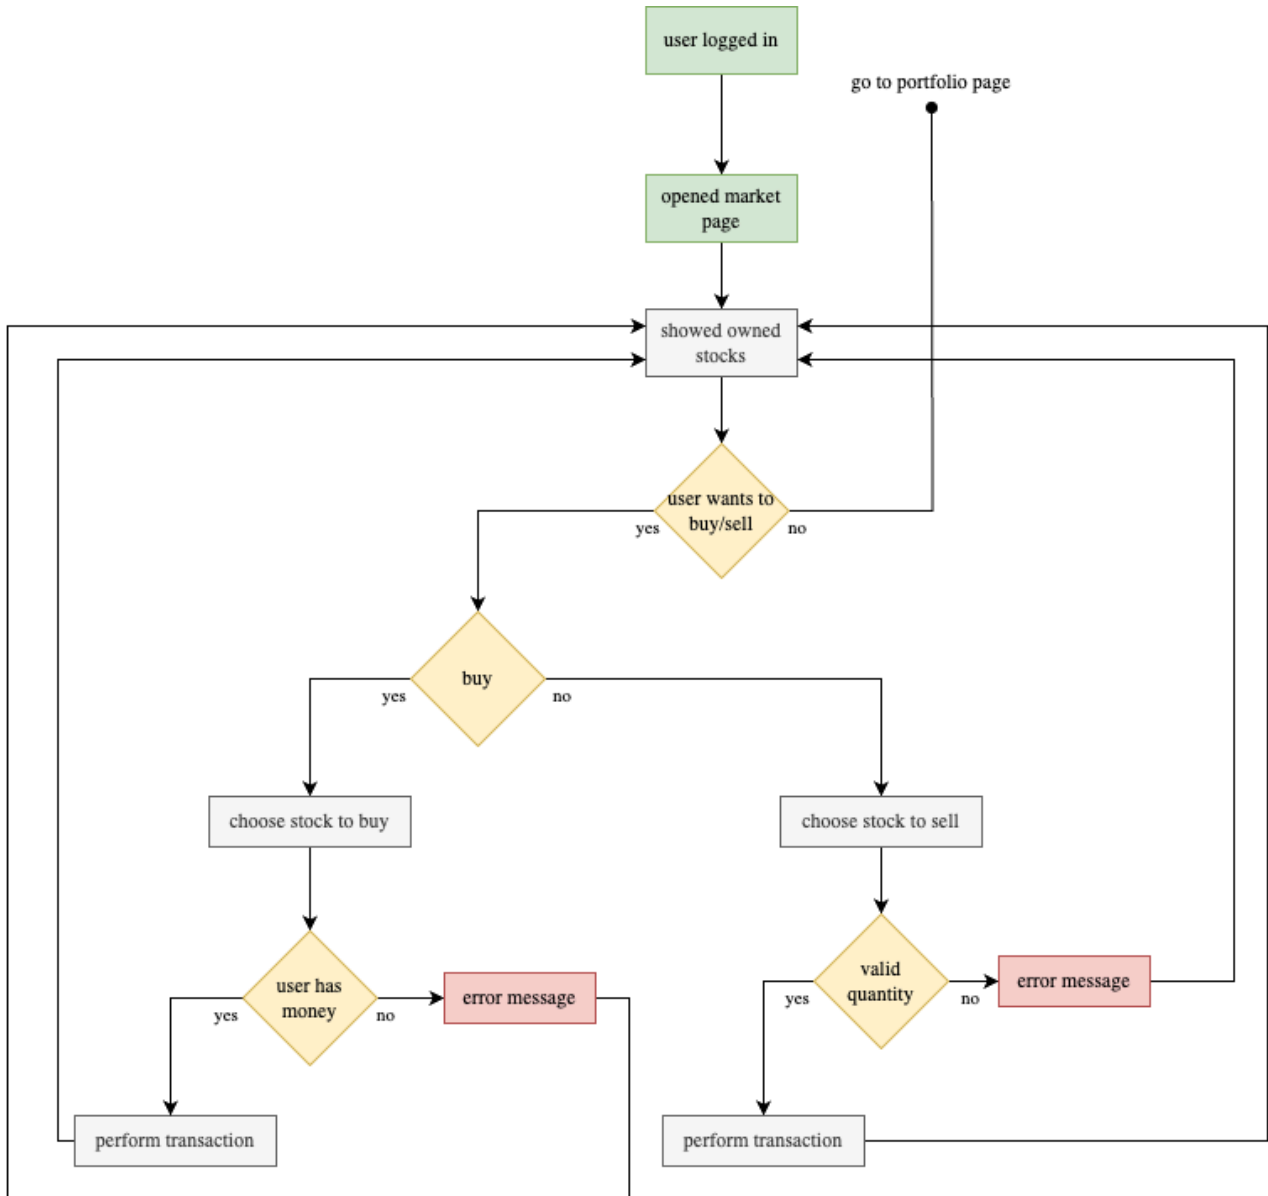 user logged in
go to portfolio page
opened market
page
showed owned
stocks
user wants to
buy/sell
yes
no
buy
yes
no
choose stock to buy
choose stock to sell
user has
money
yes
no
error message
valid
quantity
yes
no
error message
perform transaction
perform transaction